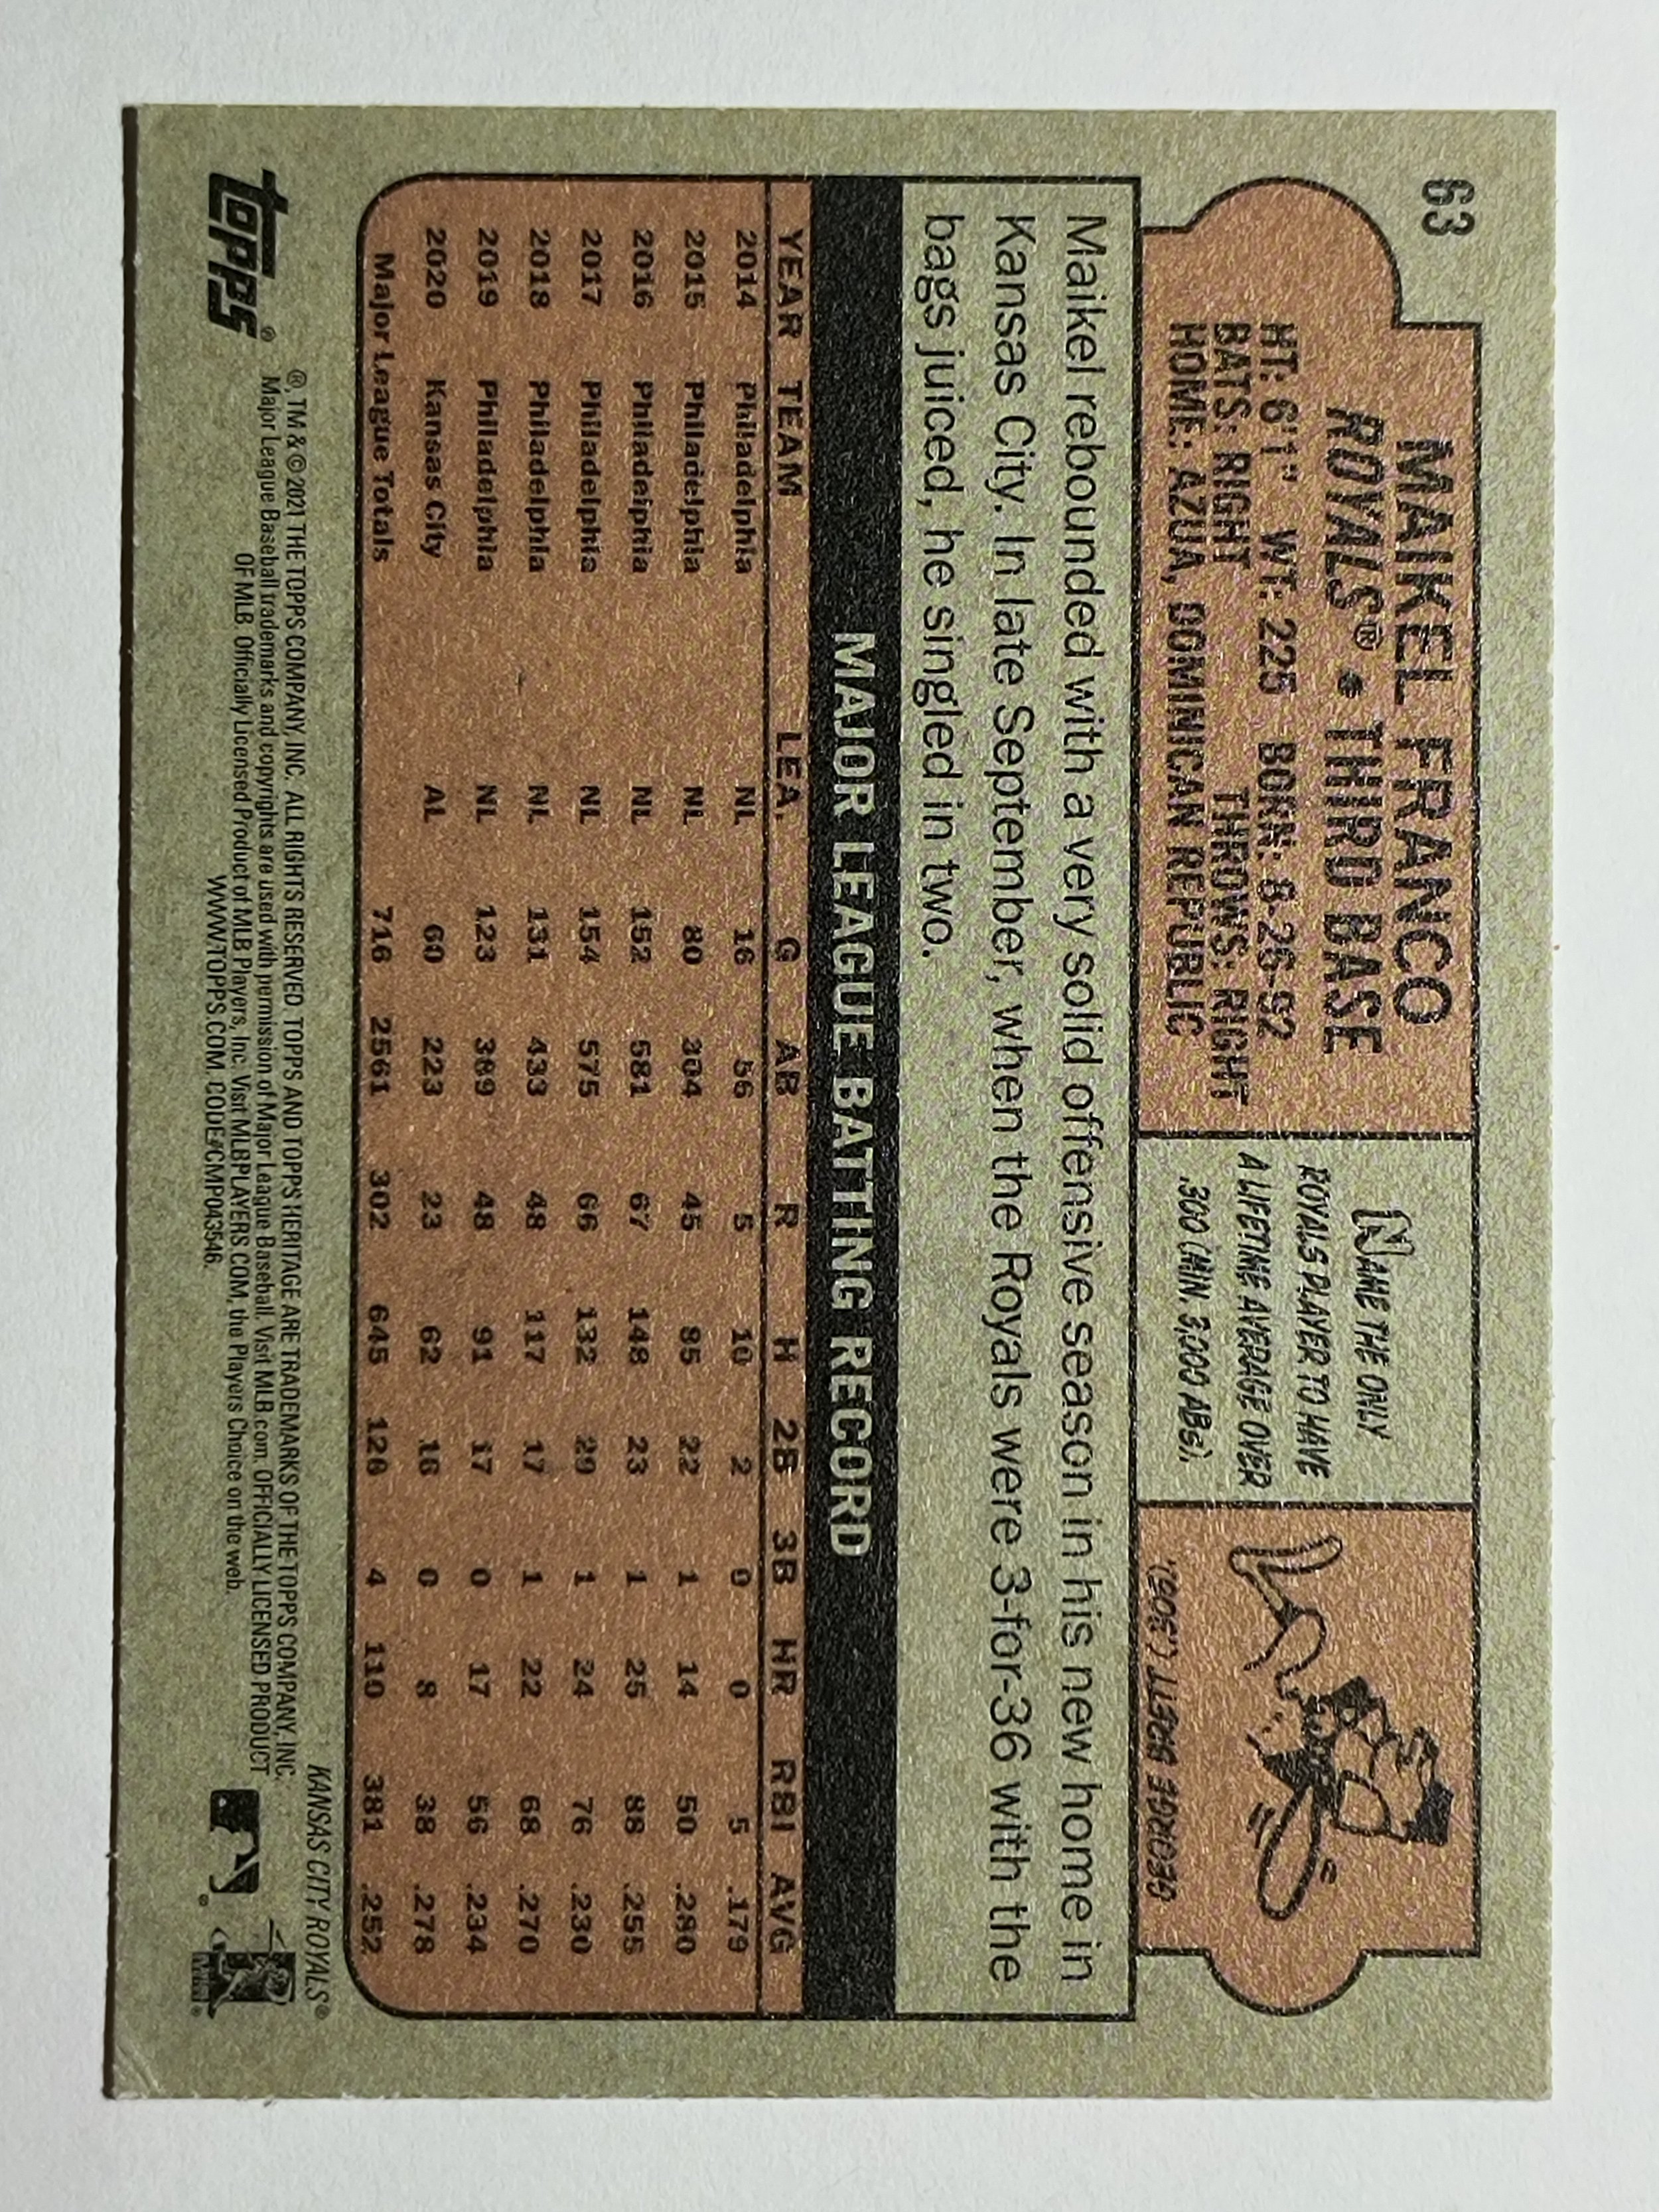 63
MAIKEL FRANCO
ROYALS® • THIRD BASE
HT: 6'1" WT: 225 BORN: 8-26-92
BATS: RIGHT THROWS: RIGHT
HOME: AZUA, DOMINICAN REPUBLIC
NAME THE ONLY
ROYALS PLAYER TO HAVE
A LIFETIME AVERAGE OVER
.300 (MIN. 3,000 ABs).
GEORGE BRETT (.305).
Maikel rebounded with a very solid offensive season in his new home in
Kansas City. In late September, when the Royals were 3-for-36 with the
bags juiced, he singled in two.
MAJOR LEAGUE BATTING RECORD
YEAR TEAM LEA. G AB R H 2B 3B HR RBI AVG
2014 Philadelphia NL 16 56 5 10 2 0 0 5 .179
2015 Philadelphia NL 80 304 45 85 22 1 14 50 .280
2016 Philadelphia NL 152 581 67 148 23 1 25 88 .255
2017 Philadelphia NL 154 575 66 132 29 1 24 76 .230
2018 Philadelphia NL 131 433 48 117 17 1 22 68 .270
2019 Philadelphia NL 123 389 48 91 17 0 17 56 .234
2020 Kansas City AL 60 223 23 62 16 0 8 38 .278
Major League Totals 716 2561 302 645 126 4 110 381 .252
KANSAS CITY ROYALS®
topps®
®, TM & © 2021 THE TOPPS COMPANY, INC. ALL RIGHTS RESERVED. TOPPS AND TOPPS HERITAGE ARE TRADEMARKS OF THE TOPPS COMPANY, INC.
Major League Baseball trademarks and copyrights are used with permission of Major League Baseball. Visit MLB.com. OFFICIALLY LICENSED PRODUCT
OF MLB Officially Licensed Product of MLB Players, Inc. Visit MLBPLAYERS.COM, the Players Choice on the web.
WWW.TOPPS.COM. CODE#CMP043546.